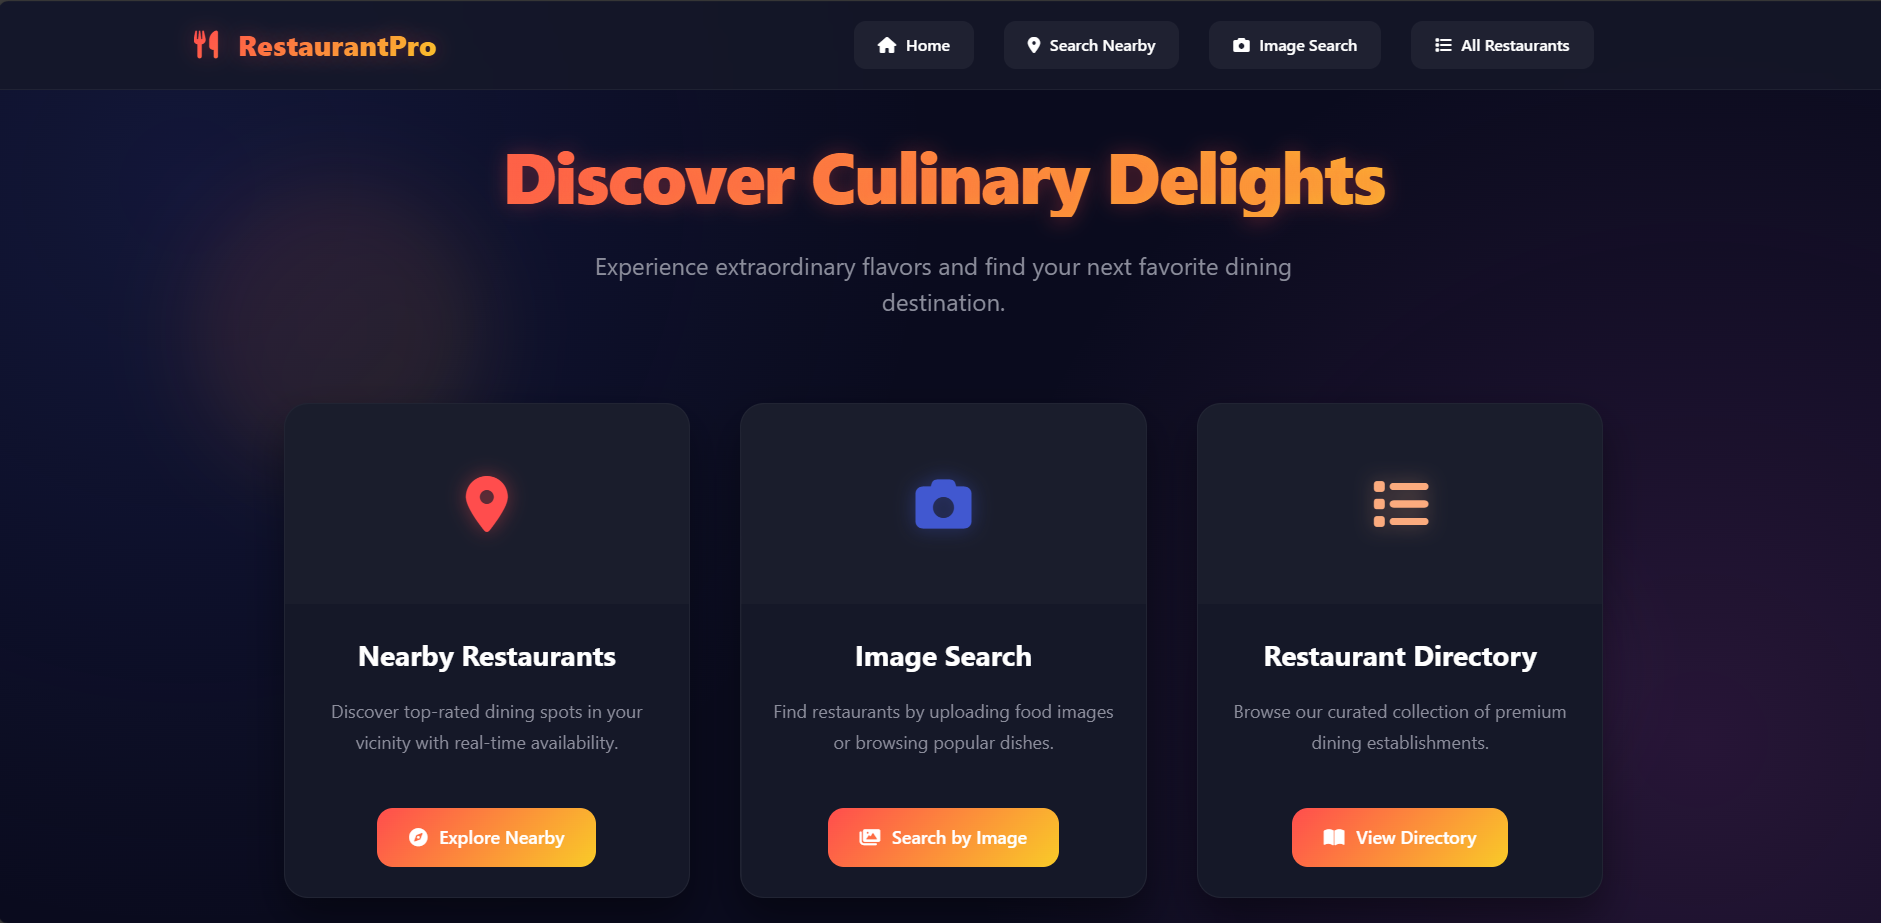 RestaurantPro
Home
Search Nearby
Image Search
All Restaurants
Discover Culinary Delights
Experience extraordinary flavors and find your next favorite dining
destination.
Nearby Restaurants
Discover top-rated dining spots in your
vicinity with real-time availability.
Explore Nearby
Image Search
Find restaurants by uploading food images
or browsing popular dishes.
Search by Image
Restaurant Directory
Browse our curated collection of premium
dining establishments.
View Directory